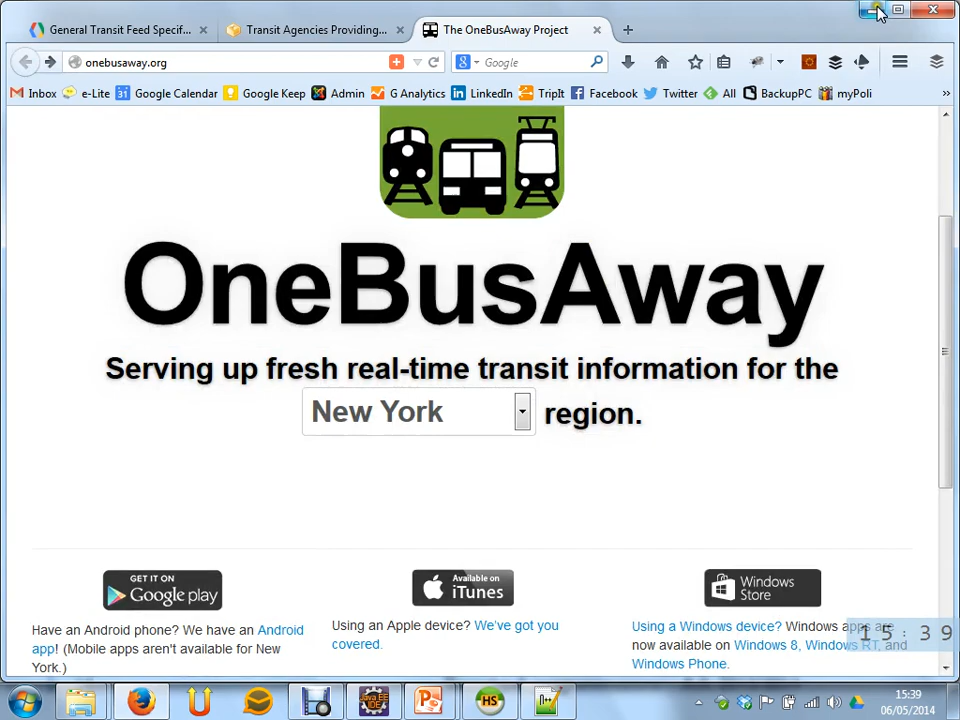 General Transit Feed Specif...
Transit Agencies Providing...
The OneBusAway Project
onebusaway.org
Google
Inbox
e-Lite
Google Calendar
Google Keep
Admin
G Analytics
LinkedIn
TripIt
Facebook
Twitter
All
BackupPC
myPoli
»
OneBusAway
Serving up fresh real-time transit information for the
New York region.
GET IT ON
Google play
Have an Android phone? We have an Android
app! (Mobile apps aren't available for New
York.)
Available on
iTunes
Using an Apple device? We've got you
covered.
Windows
Store
Using a Windows device? Windows apps are
now available on Windows 8, Windows RT, and
Windows Phone.
15:39
15:39
06/05/2014